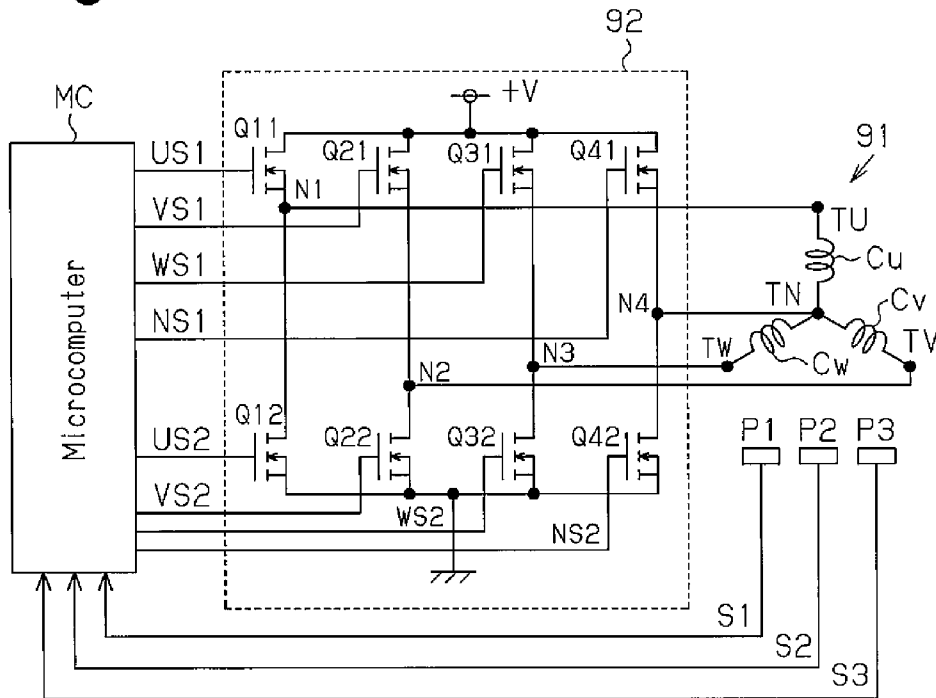 92
MC
+V
Q11
Q21
Q31
Q41
91
US1
N1
TU
VS1
Cu
WS1
TN
Cv
NS1
N4
TW
TV
Cw
N3
N2
Microcomputer
Q12
Q22
Q32
Q42
P1
P2
P3
US2
VS2
WS2
NS2
S1
S2
S3